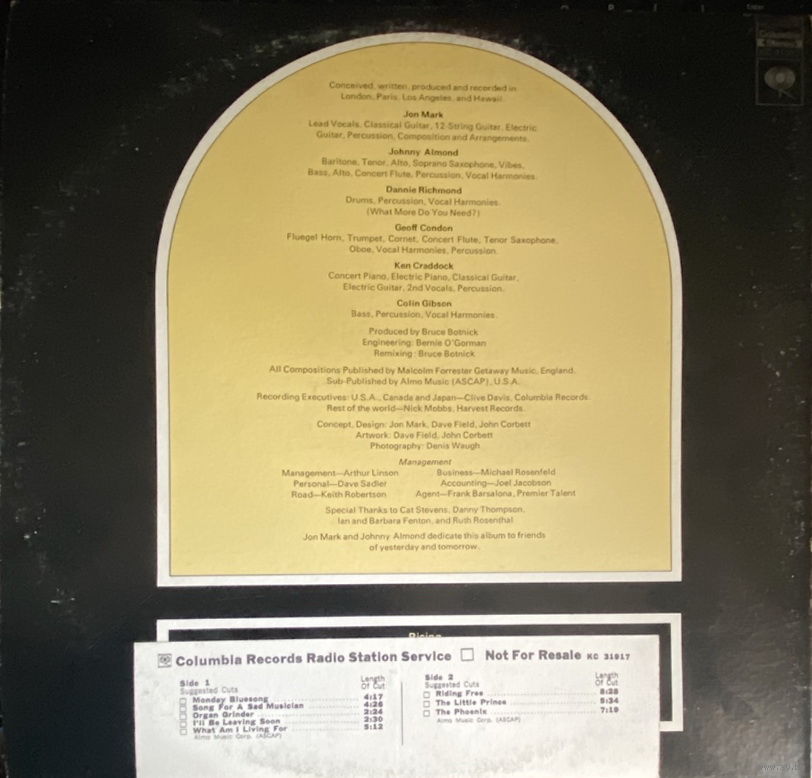 Conceived, written, produced and recorded in
London, Paris, Los Angeles, and Hawaii.
Jon Mark
Lead Vocals, Classical Guitar, 12-String Guitar, Electric
Guitar, Percussion, Composition and Arrangements.
Johnny Almond
Baritone, Tenor, Alto, Soprano Saxophone, Vibes,
Bass, Alto, Concert Flute, Percussion, Vocal Harmonies.
Dannie Richmond
Drums, Percussion, Vocal Harmonies.
(What More Do You Need?)
Geoff Condon
Fluegel Horn, Trumpet, Cornet, Concert Flute, Tenor Saxophone,
Oboe, Vocal Harmonies, Percussion.
Ken Craddock
Concert Piano, Electric Piano, Classical Guitar,
Electric Guitar, 2nd Vocals, Percussion.
Colin Gibson
Bass, Percussion, Vocal Harmonies.
Produced by Bruce Botnick
Engineering: Bernie O'Gorman
Remixing: Bruce Botnick
All Compositions Published by Malcolm Forrester Getaway Music, England.
Sub-Published by Almo Music (ASCAP), U.S.A.
Recording Executives: U.S.A., Canada and Japan—Clive Davis, Columbia Records.
Rest of the world—Nick Mobbs, Harvest Records.
Concept, Design: Jon Mark, Dave Field, John Corbett
Artwork: Dave Field, John Corbett
Photography: Denis Waugh
Management
Management—Arthur Linson Business—Michael Rosenfeld
Personal—Dave Sadler Accounting—Joel Jacobson
Road—Keith Robertson Agent—Frank Barsalona, Premier Talent
Special Thanks to Cat Stevens, Danny Thompson,
Ian and Barbara Fenton, and Ruth Rosenthal
Jon Mark and Johnny Almond dedicate this album to friends
of yesterday and tomorrow.
Columbia Records Radio Station Service Not For Resale KC 31917
Side 1 Length
Suggested Cuts Of Cut
Monday Bluesong 4:17
Song For A Sad Musician 4:26
Organ Grinder 2:24
I'll Be Leaving Soon 2:30
What Am I Living For 5:12
Almo Music Corp. (ASCAP)
Side 2 Length
Suggested Cuts Of Cut
Riding Free 8:28
The Little Prince 5:34
The Phoenix 7:19
Almo Music Corp. (ASCAP)